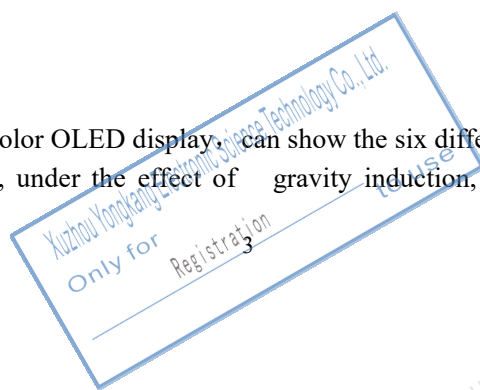 olor OLED display，can show the six diffe
, under the effect of gravity induction,
Xuzhou Yongkang Electronic Science Technology Co., Ltd.
Only for Registration to use
3